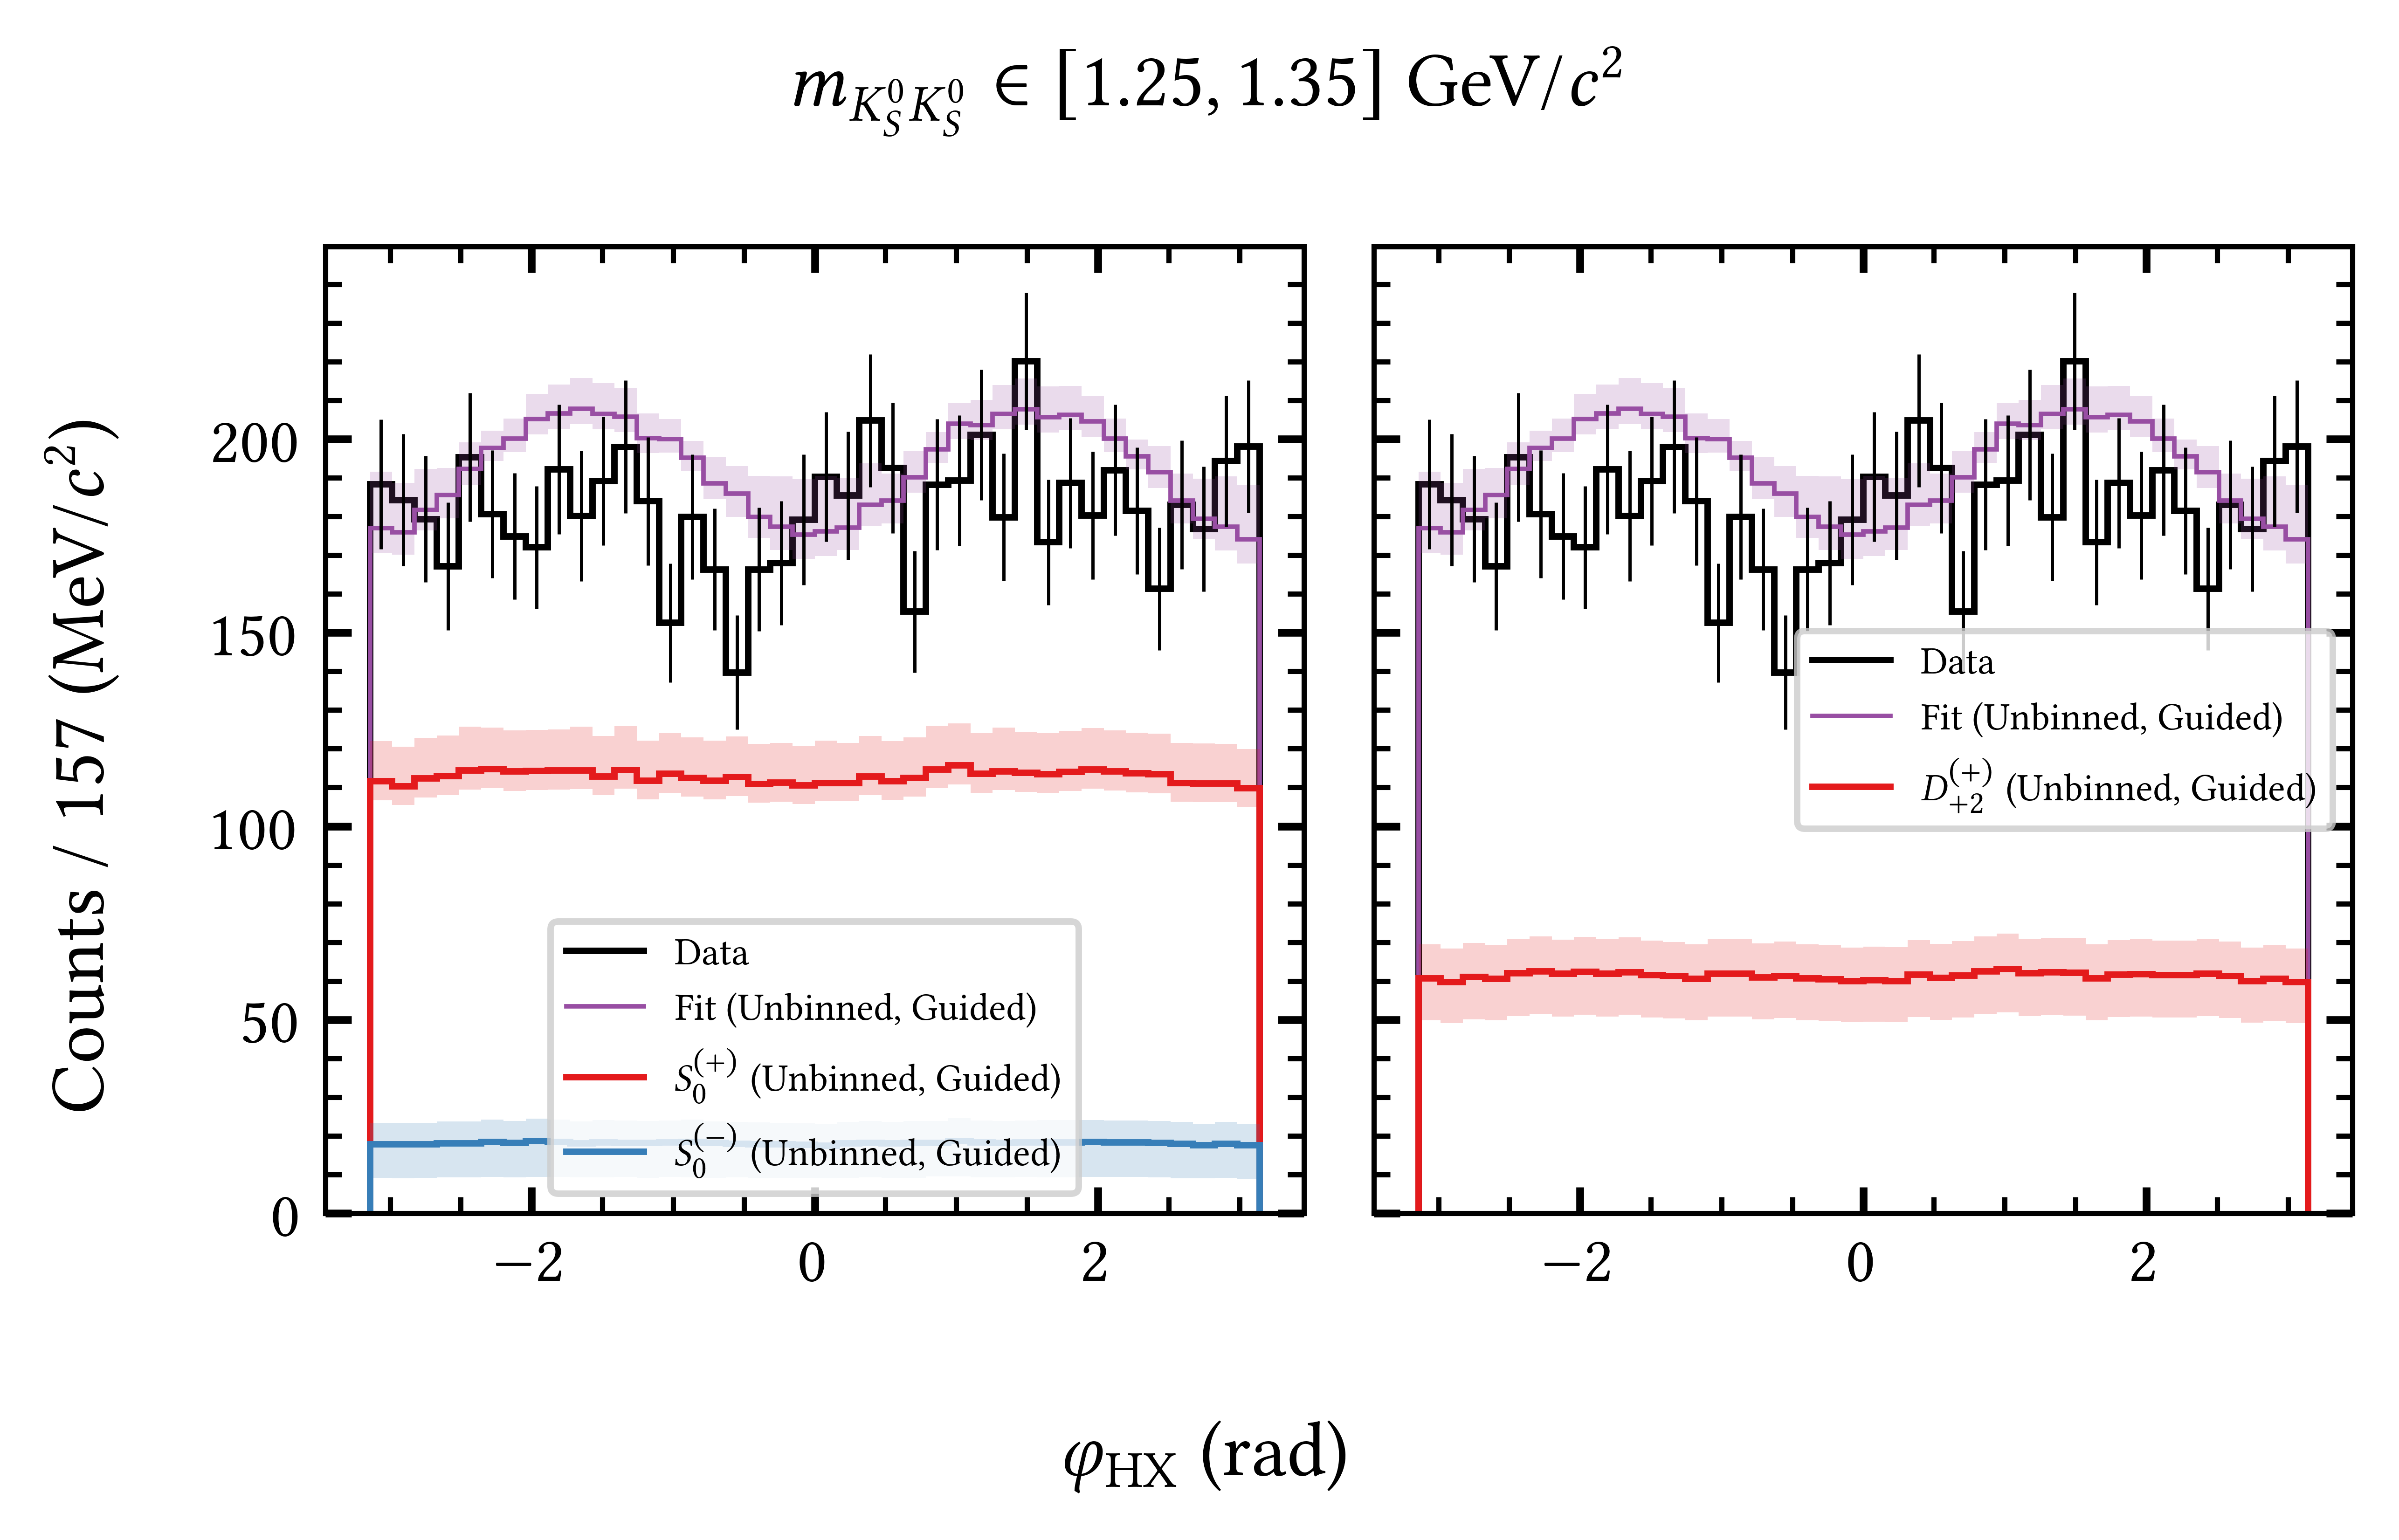 m_{K_S^0 K_S^0} ∈ [1.25, 1.35] GeV/c²
Counts / 157 (MeV/c²)
200
150
100
50
0
Data
Fit (Unbinned, Guided)
S_0^{(+)} (Unbinned, Guided)
S_0^{(−)} (Unbinned, Guided)
−2
0
2
Data
Fit (Unbinned, Guided)
D_{+2}^{(+)} (Unbinned, Guided)
−2
0
2
φ_{HX} (rad)